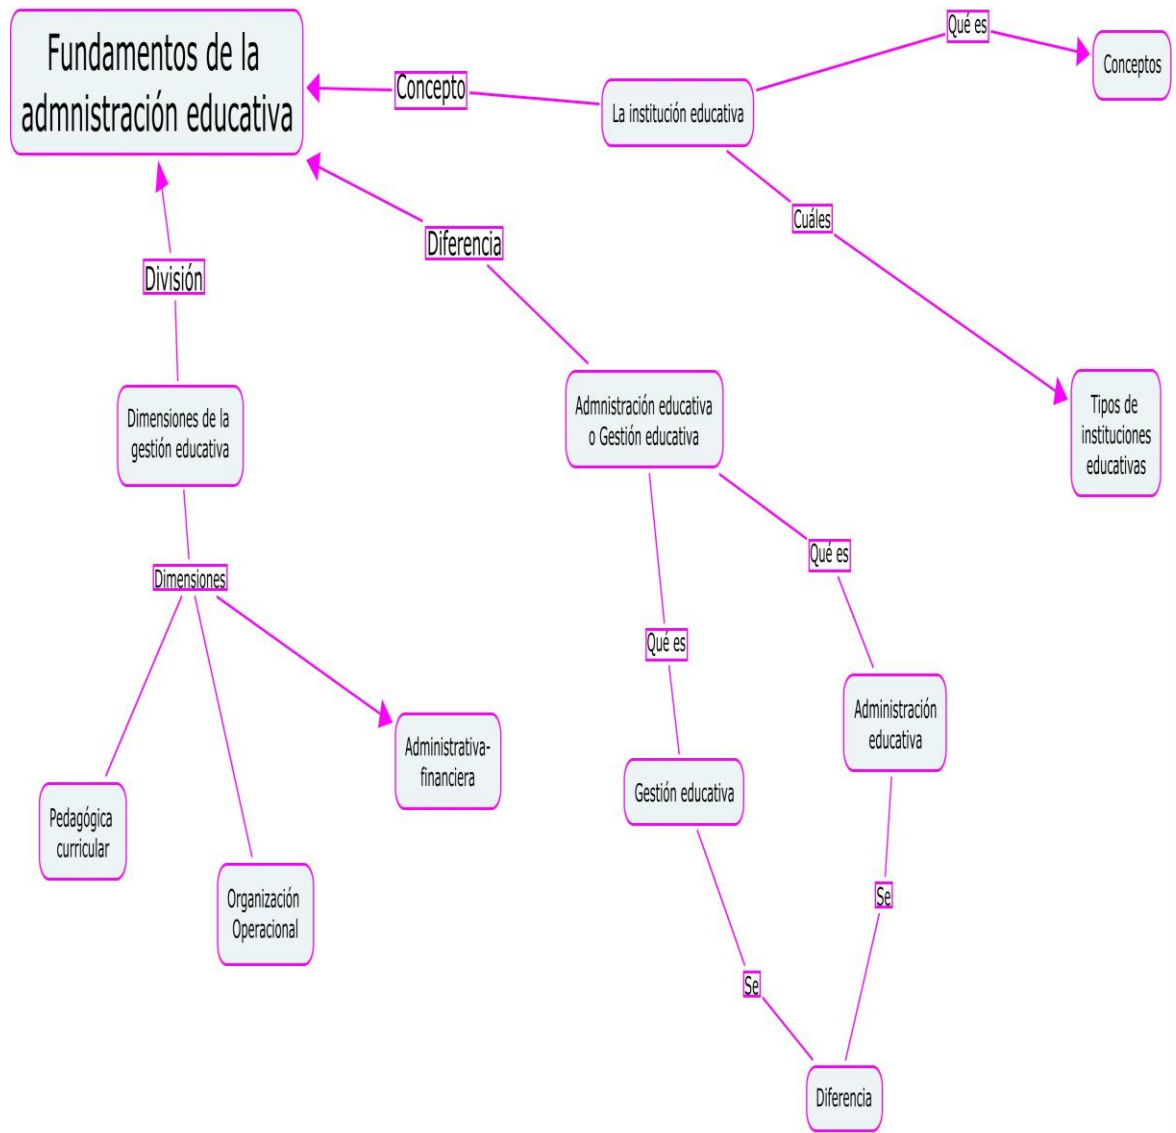 Fundamentos de la
admnistración educativa
Concepto
La institución educativa
Qué es
Conceptos
Cuáles
Tipos de
instituciones
educativas
Diferencia
Admnistración educativa
o Gestión educativa
Qué es
Gestión educativa
Se
Qué es
Administración
educativa
Se
Diferencia
División
Dimensiones de la
gestión educativa
Dimensiones
Pedagógica
curricular
Organización
Operacional
Administrativa-
financiera